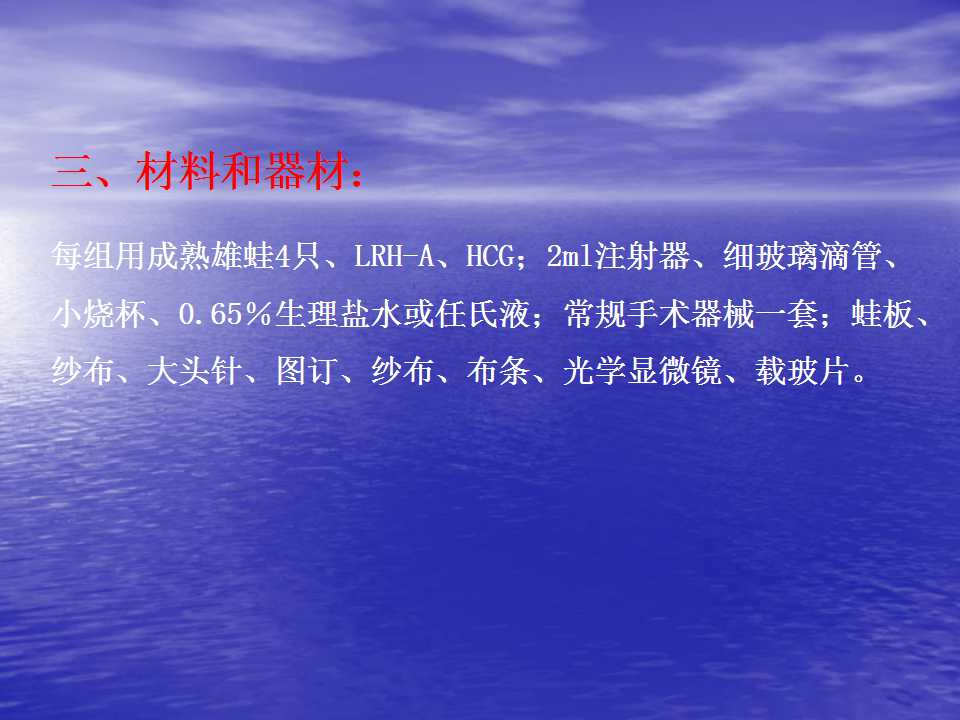 三、材料和器材：
每组用成熟雄蛙4只、LRH-A、HCG；2ml注射器、细玻璃滴管、
小烧杯、0.65％生理盐水或任氏液；常规手术器械一套；蛙板、
纱布、大头针、图订、纱布、布条、光学显微镜、载玻片。